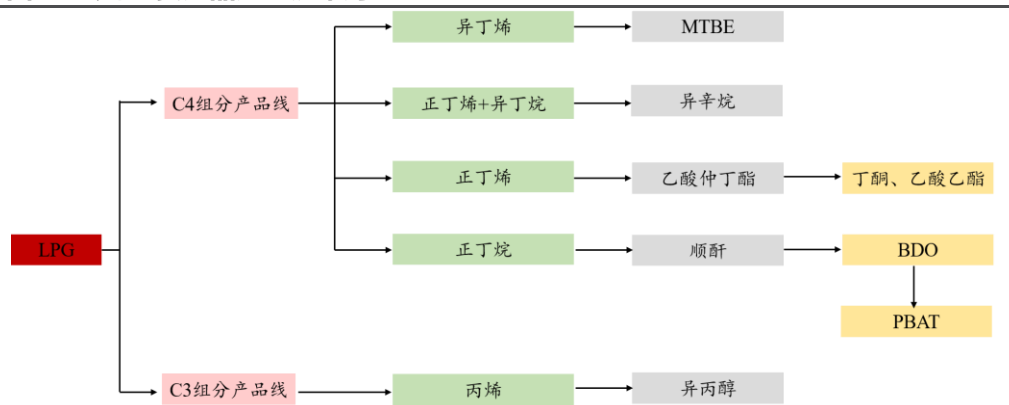 异丁烯
MTBE
C4组分产品线
正丁烯+异丁烷
异辛烷
正丁烯
乙酸仲丁酯
丁酮、乙酸乙酯
LPG
正丁烷
顺酐
BDO
PBAT
C3组分产品线
丙烯
异丙醇